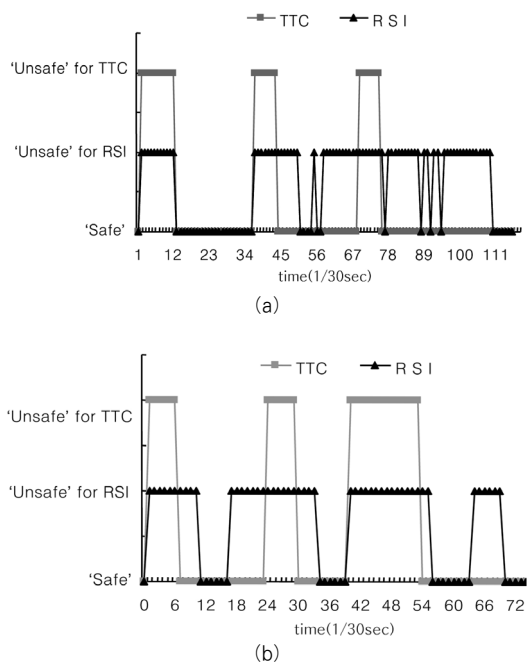 TTC R S I
‘Unsafe’ for TTC
‘Unsafe’ for RSI
‘Safe’
1 12 23 34 45 56 67 78 89 100 111
time(1/30sec)
(a)
TTC R S I
‘Unsafe’ for TTC
‘Unsafe’ for RSI
‘Safe’
0 6 12 18 24 30 36 42 48 54 60 66 72
time(1/30sec)
(b)